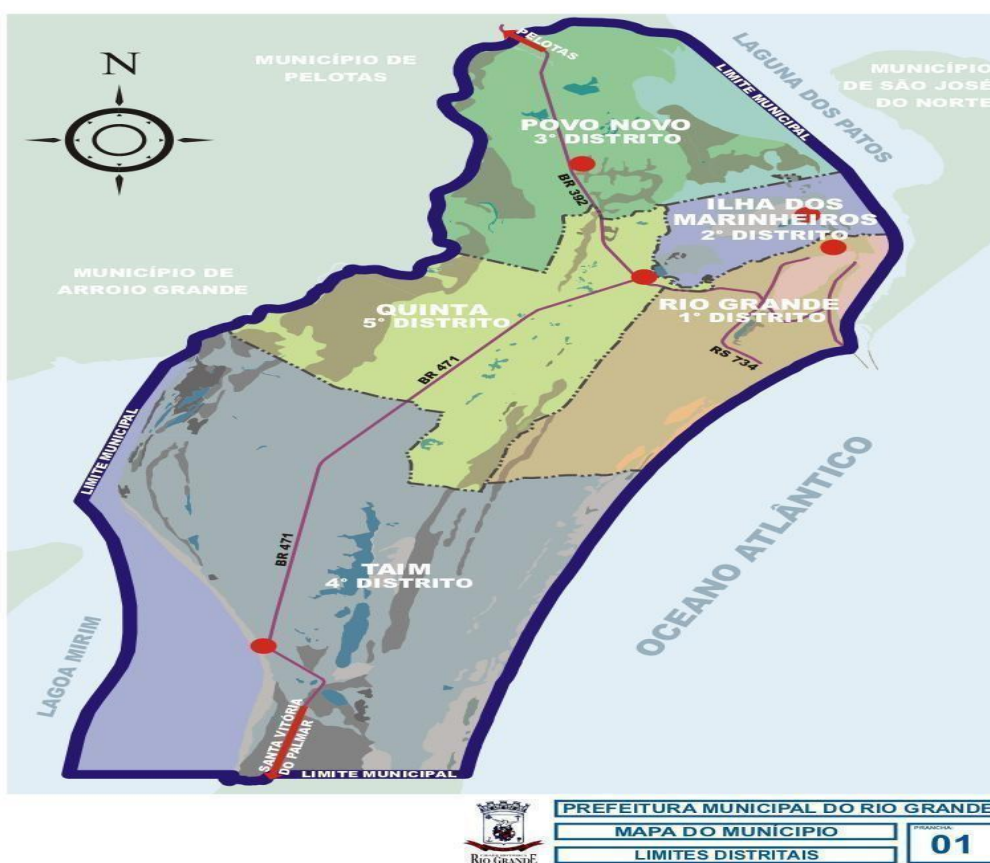 N
MUNICÍPIO DE
PELOTAS
PELOTAS
LIMITE MUNICIPAL
LAGUNA DOS PATOS
MUNICÍPIO
DE SÃO JOSÉ
DO NORTE
POVO NOVO
3° DISTRITO
BR 392
ILHA DOS
MARINHEIROS
2° DISTRITO
MUNICÍPIO DE
ARROIO GRANDE
QUINTA
5° DISTRITO
RIO GRANDE
1° DISTRITO
RS 734
BR 471
LIMITE MUNICIPAL
BR 471
TAIM
4° DISTRITO
OCEANO ATLÂNTICO
LAGOA MIRIM
SANTA VITÓRIA
DO PALMAR
LIMITE MUNICIPAL
PREFEITURA MUNICIPAL DO RIO GRANDE
MAPA DO MUNÍCIPIO
LIMITES DISTRITAIS
PRANCHA:
01
RIO GRANDE